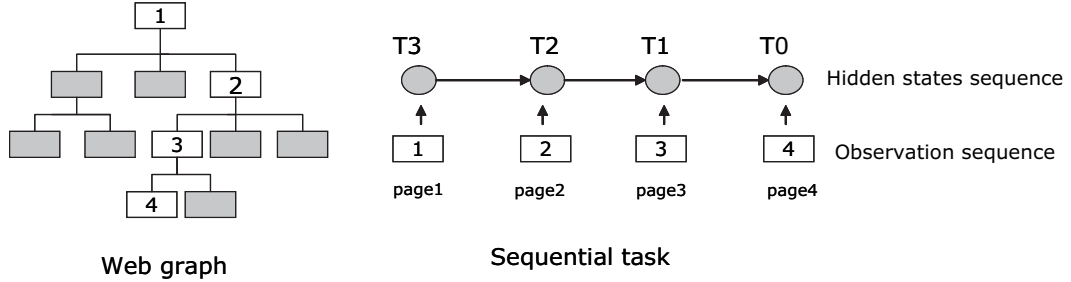 1
2
3
4
Web graph
T3 T2 T1 T0
Hidden states sequence
1 2 3 4
Observation sequence
page1 page2 page3 page4
Sequential task